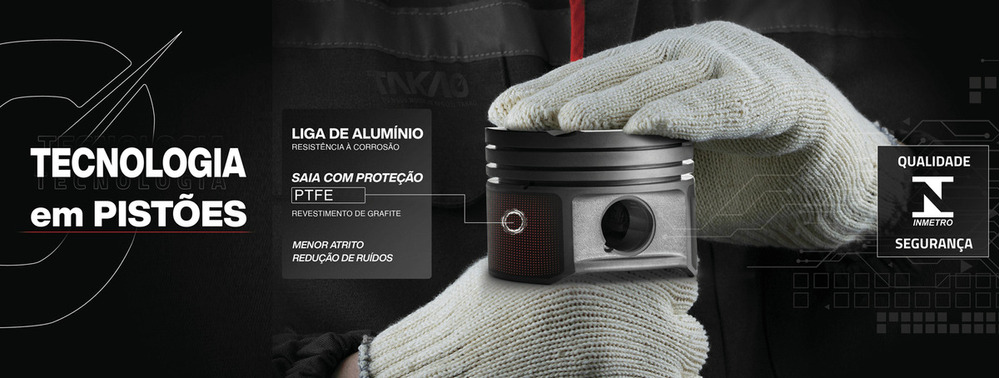 TECNOLOGIA
TECNOLOGIA
TECNOLOGIA
em PISTÕES
TAKAO
LIGA DE ALUMÍNIO
RESISTÊNCIA À CORROSÃO
SAIA COM PROTEÇÃO
PTFE
REVESTIMENTO DE GRAFITE
MENOR ATRITO
REDUÇÃO DE RUÍDOS
QUALIDADE
INMETRO
SEGURANÇA